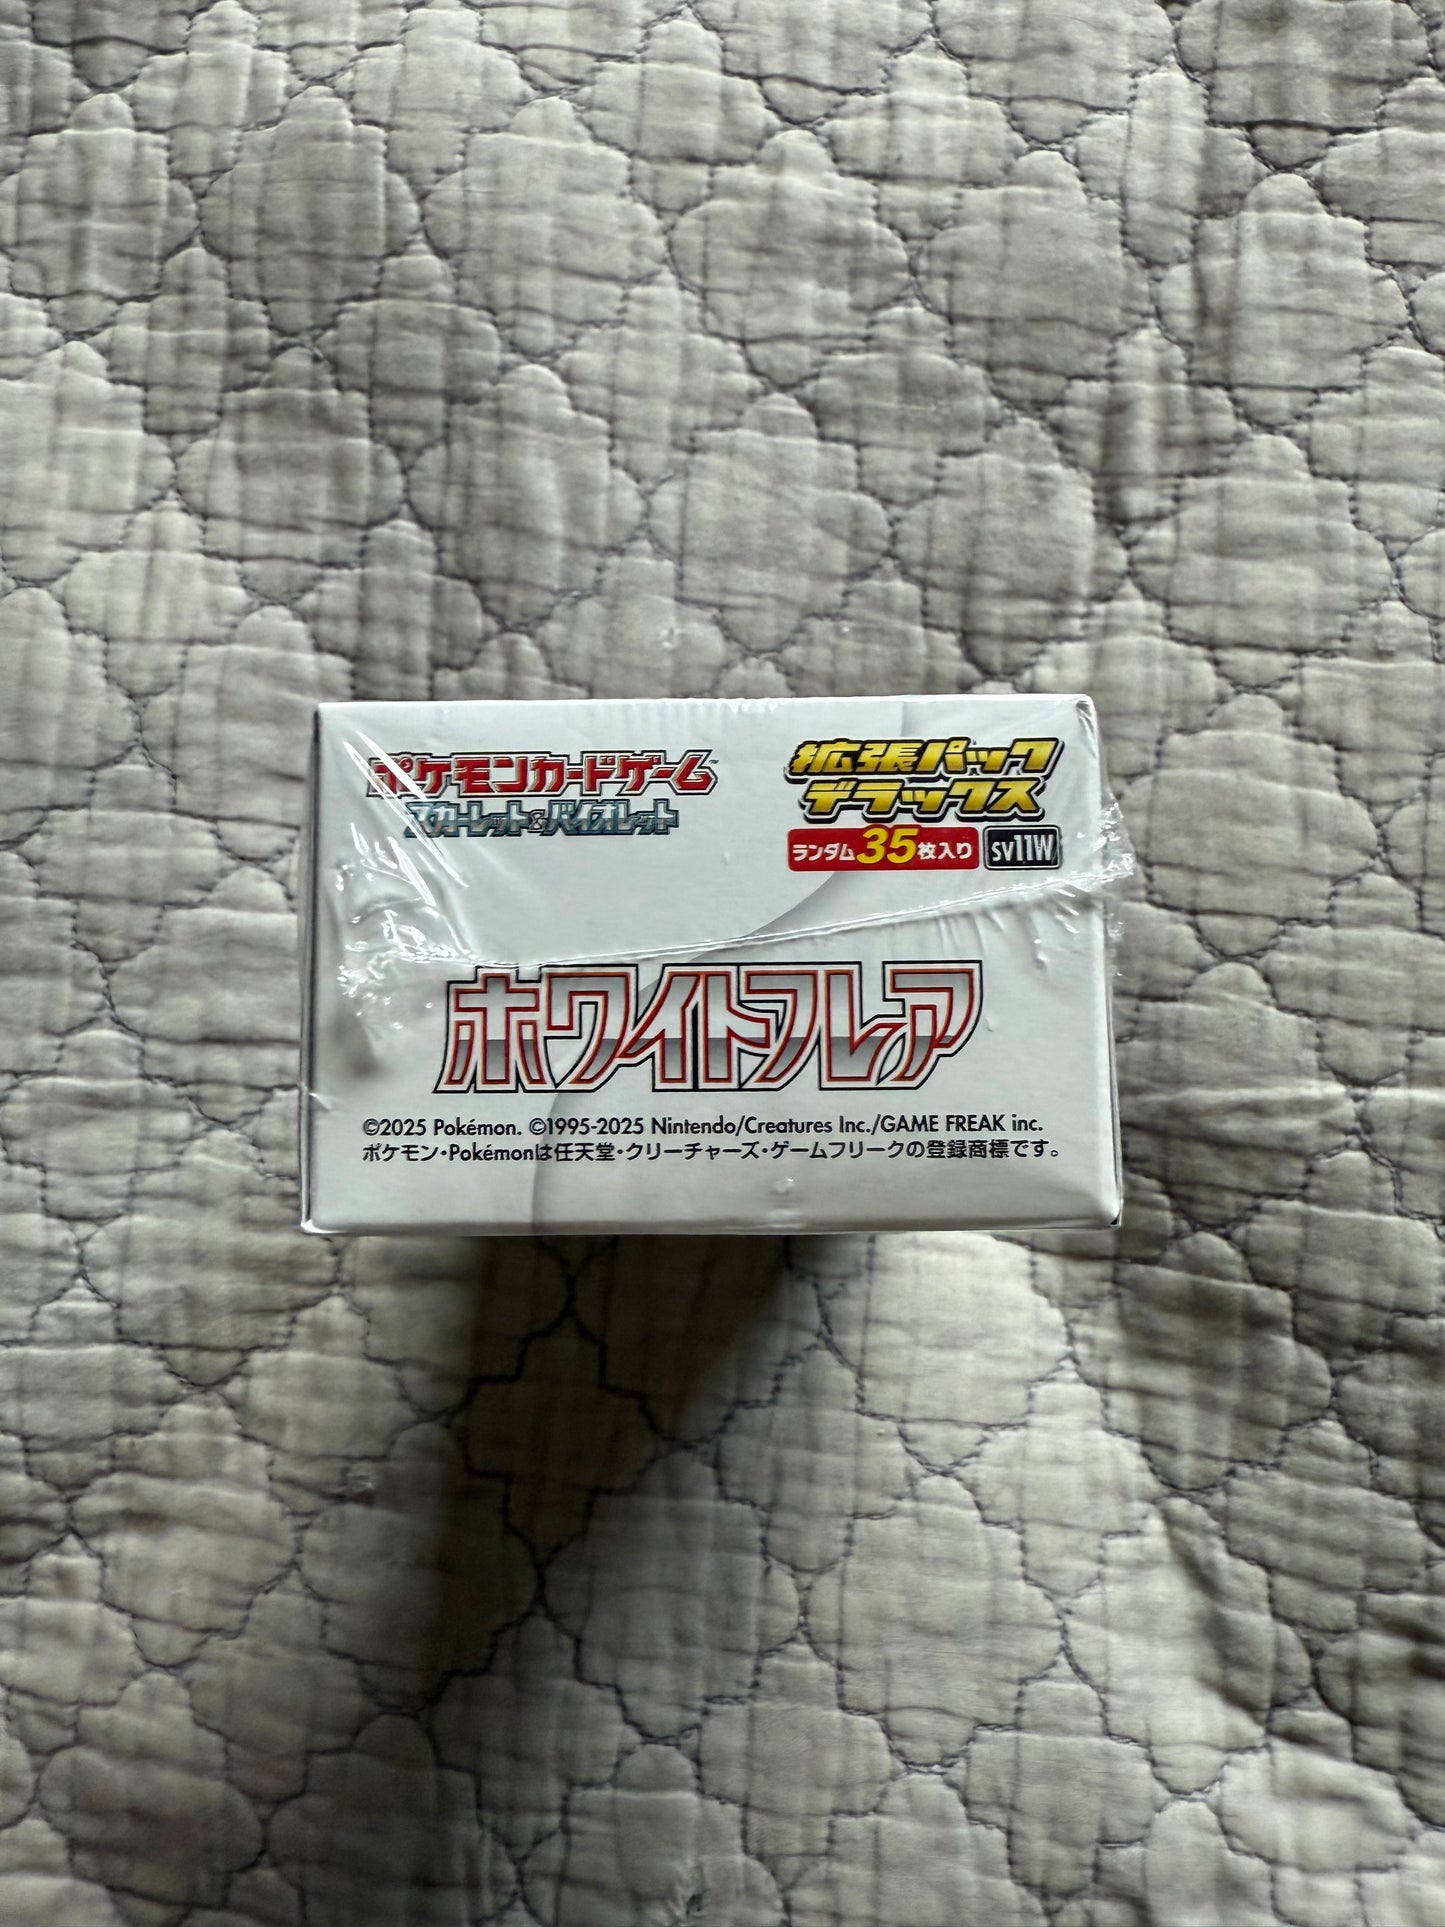 ポケモンカードゲーム
スカーレット&バイオレット
拡張パック
デラックス
ランダム35枚入り sv11W
ホワイトフレア
©2025 Pokémon. ©1995-2025 Nintendo/Creatures Inc./GAME FREAK inc.
ポケモン・Pokémonは任天堂・クリーチャーズ・ゲームフリークの登録商標です。